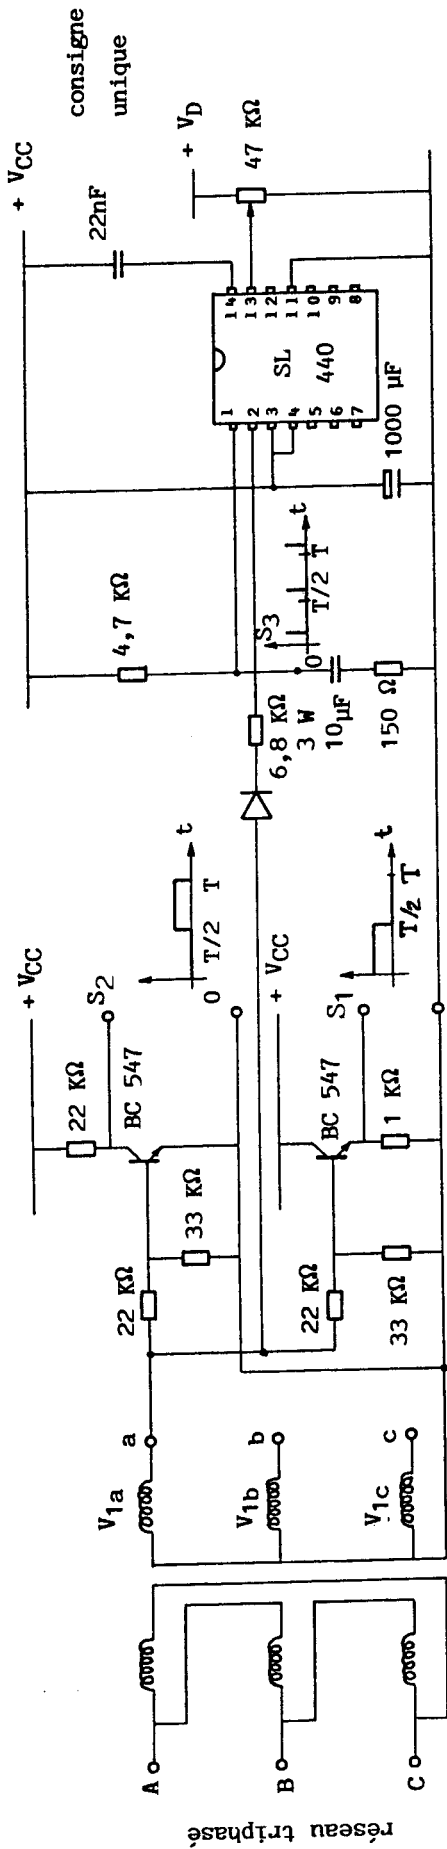 réseau triphasé
A
B
C
V1a
V1b
V1c
a
b
c
22 KΩ
33 KΩ
22 KΩ
BC 547
+ VCC
S2
0 T/2 T
t
22 KΩ
33 KΩ
BC 547
+ VCC
1 KΩ
S1
T/2 T
t
6,8 KΩ
3 W
4,7 KΩ
10µF
150 Ω
S3
0 T/2 T
t
1000 µF
SL
440
1
2
3
4
5
6
7
14
13
12
11
10
9
8
22nF
+ VCC
+ VD
47 KΩ
consigne
unique